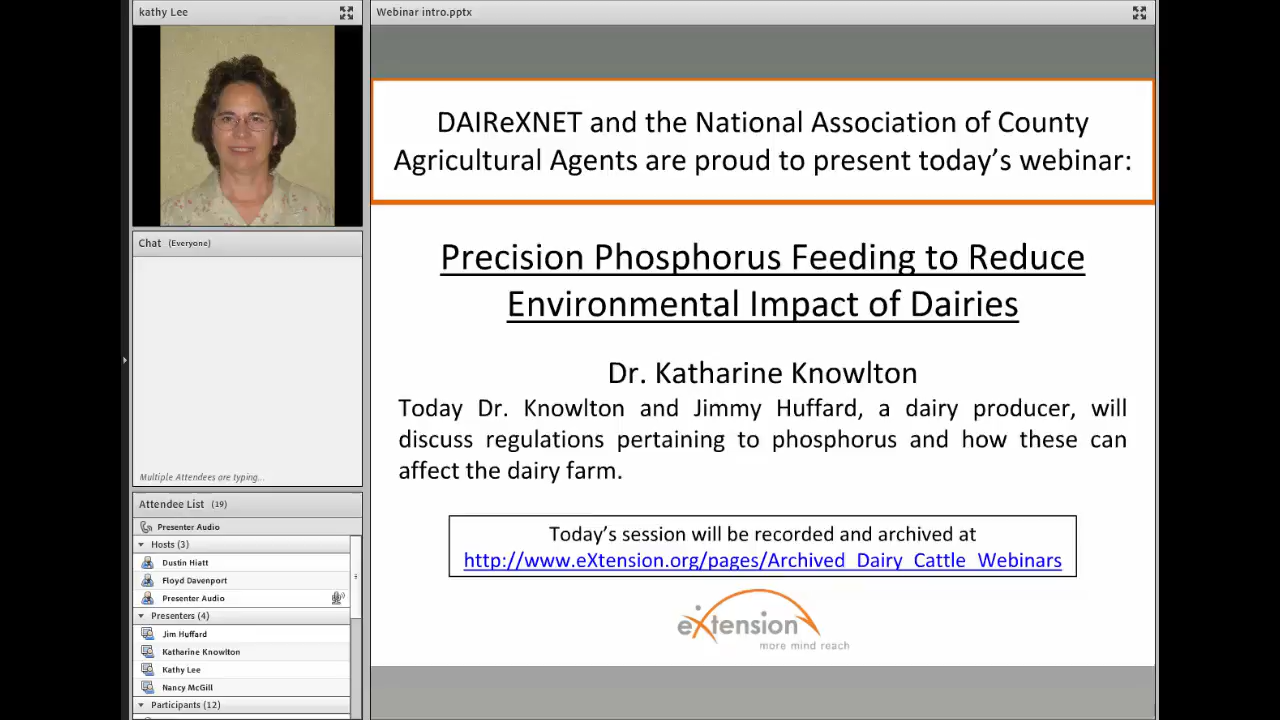 kathy Lee
Webinar intro.pptx
DAIReXNET and the National Association of County
Agricultural Agents are proud to present today's webinar:
Precision Phosphorus Feeding to Reduce
Environmental Impact of Dairies
Dr. Katharine Knowlton
Today Dr. Knowlton and Jimmy Huffard, a dairy producer, will
discuss regulations pertaining to phosphorus and how these can
affect the dairy farm.
Today's session will be recorded and archived at
http://www.eXtension.org/pages/Archived_Dairy_Cattle_Webinars
eXtension
more mind reach
Chat (Everyone)
Multiple Attendees are typing...
Attendee List (19)
Presenter Audio
Hosts (3)
Dustin Hiatt
Floyd Davenport
Presenter Audio
Presenters (4)
Jim Huffard
Katharine Knowlton
Kathy Lee
Nancy McGill
Participants (12)